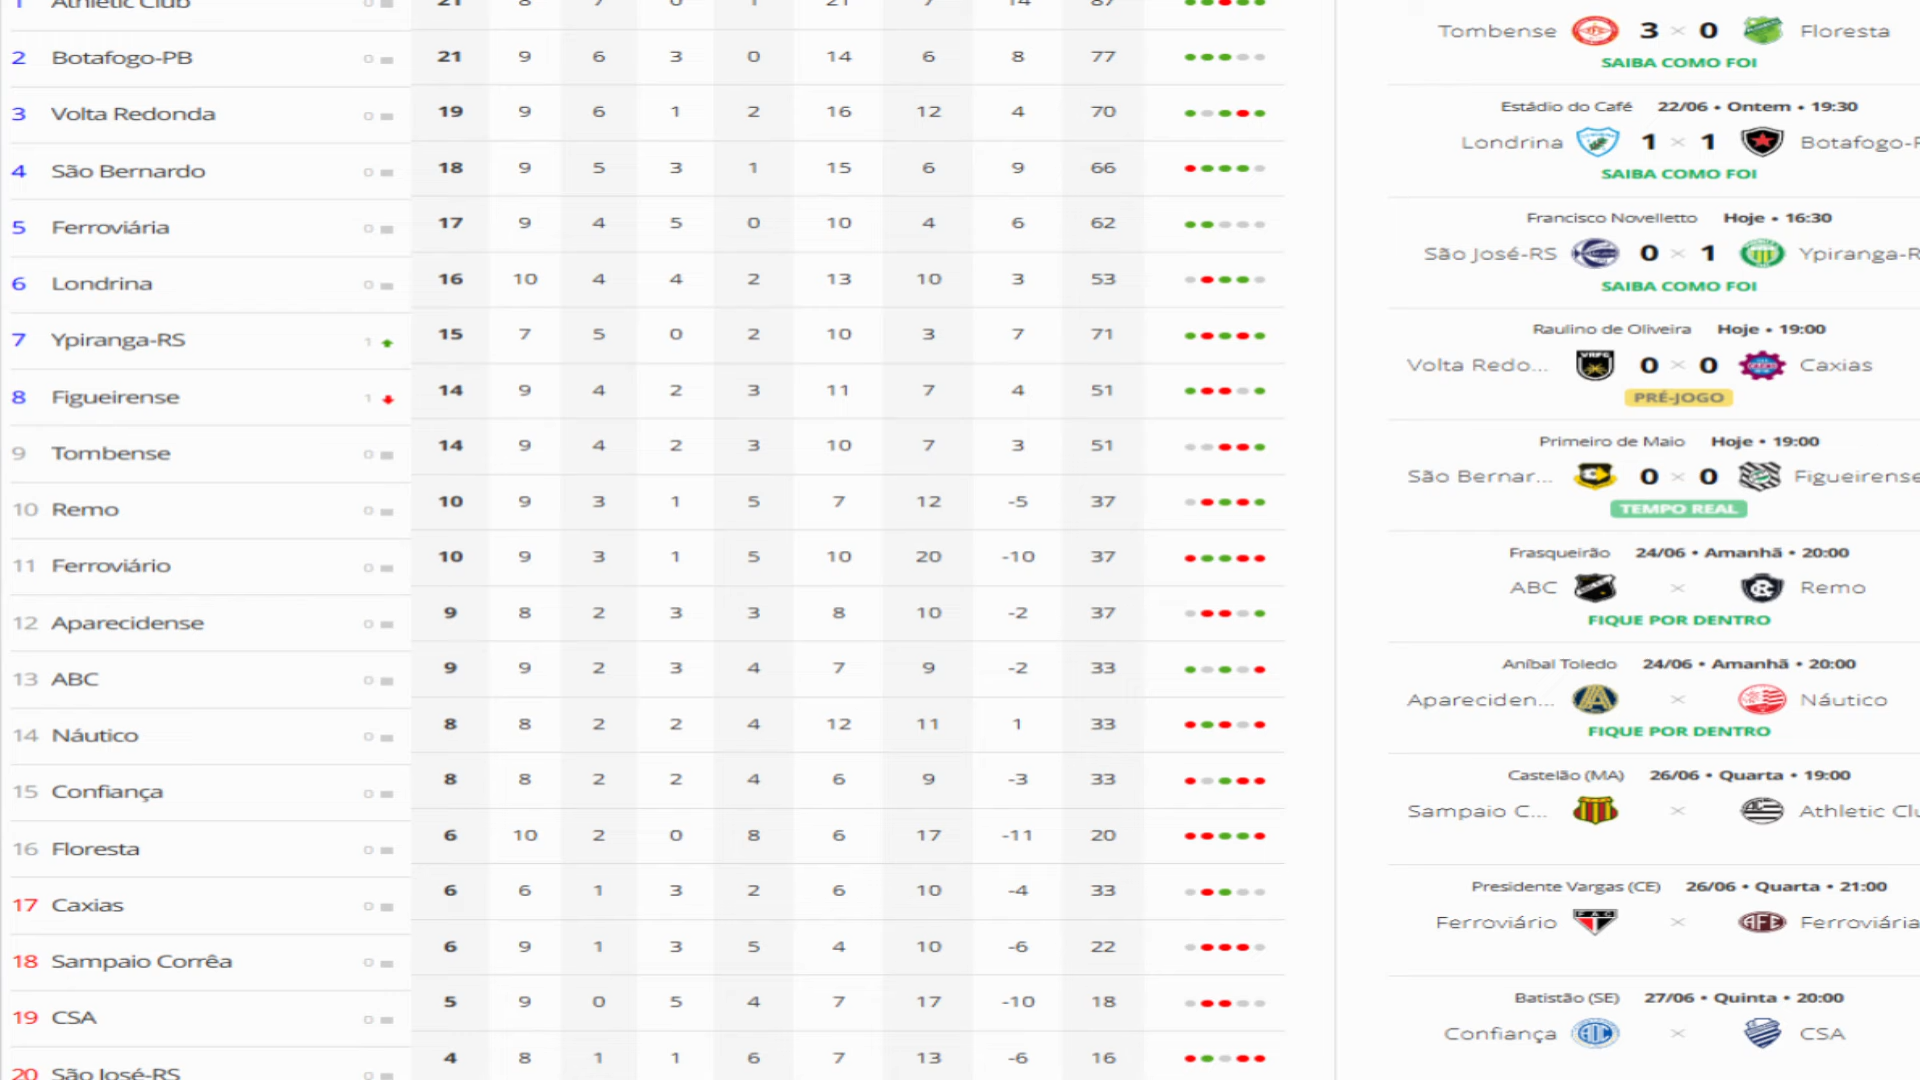 1 Athletic Club 0 21 8 7 0 1 21 7 14 87
2 Botafogo-PB 0 21 9 6 3 0 14 6 8 77
3 Volta Redonda 0 19 9 6 1 2 16 12 4 70
4 São Bernardo 0 18 9 5 3 1 15 6 9 66
5 Ferroviária 0 17 9 4 5 0 10 4 6 62
6 Londrina 0 16 10 4 4 2 13 10 3 53
7 Ypiranga-RS 1 15 7 5 0 2 10 3 7 71
8 Figueirense 1 14 9 4 2 3 11 7 4 51
9 Tombense 0 14 9 4 2 3 10 7 3 51
10 Remo 0 10 9 3 1 5 7 12 -5 37
11 Ferroviário 0 10 9 3 1 5 10 20 -10 37
12 Aparecidense 0 9 8 2 3 3 8 10 -2 37
13 ABC 0 9 9 2 3 4 7 9 -2 33
14 Náutico 0 8 8 2 2 4 12 11 1 33
15 Confiança 0 8 8 2 2 4 6 9 -3 33
16 Floresta 0 6 10 2 0 8 6 17 -11 20
17 Caxias 0 6 6 1 3 2 6 10 -4 33
18 Sampaio Corrêa 0 6 9 1 3 5 4 10 -6 22
19 CSA 0 5 9 0 5 4 7 17 -10 18
20 São José-RS 0 4 8 1 1 6 7 13 -6 16
Tombense 3 × 0 Floresta
SAIBA COMO FOI
Estádio do Café 22/06 • Ontem • 19:30
Londrina 1 × 1 Botafogo-P
SAIBA COMO FOI
Francisco Novelletto Hoje • 16:30
São José-RS 0 × 1 Ypiranga-R
SAIBA COMO FOI
Raulino de Oliveira Hoje • 19:00
Volta Redo... VRFC 0 × 0 Caxias
PRÉ-JOGO
Primeiro de Maio Hoje • 19:00
São Bernar... 0 × 0 Figueirense
TEMPO REAL
Frasqueirão 24/06 • Amanhã • 20:00
ABC × Remo
FIQUE POR DENTRO
Aníbal Toledo 24/06 • Amanhã • 20:00
Apareciden... × Náutico
FIQUE POR DENTRO
Castelão (MA) 26/06 • Quarta • 19:00
Sampaio C... × Athletic Clu
Presidente Vargas (CE) 26/06 • Quarta • 21:00
Ferroviário FAC × AFE Ferroviária
Batistão (SE) 27/06 • Quinta • 20:00
Confiança × CSA